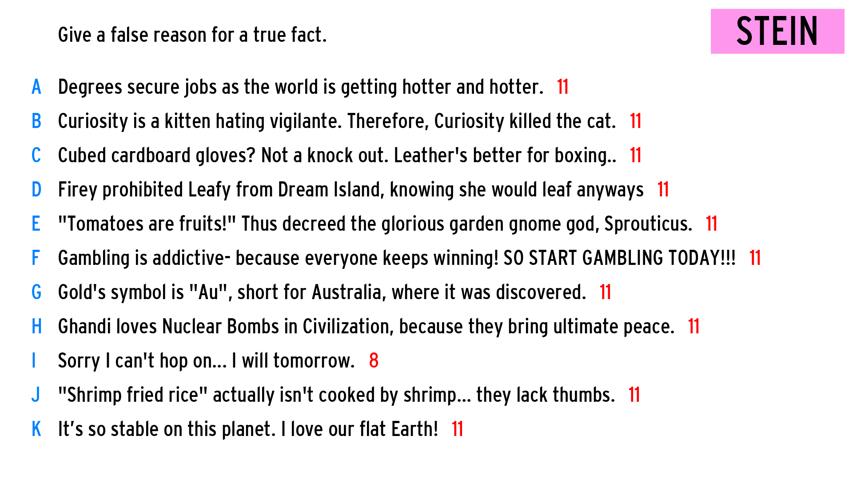 Give a false reason for a true fact.
STEIN
A Degrees secure jobs as the world is getting hotter and hotter. 11
B Curiosity is a kitten hating vigilante. Therefore, Curiosity killed the cat. 11
C Cubed cardboard gloves? Not a knock out. Leather's better for boxing.. 11
D Firey prohibited Leafy from Dream Island, knowing she would leaf anyways 11
E "Tomatoes are fruits!" Thus decreed the glorious garden gnome god, Sprouticus. 11
F Gambling is addictive- because everyone keeps winning! SO START GAMBLING TODAY!!! 11
G Gold's symbol is "Au", short for Australia, where it was discovered. 11
H Ghandi loves Nuclear Bombs in Civilization, because they bring ultimate peace. 11
I Sorry I can't hop on... I will tomorrow. 8
J "Shrimp fried rice" actually isn't cooked by shrimp... they lack thumbs. 11
K It’s so stable on this planet. I love our flat Earth! 11